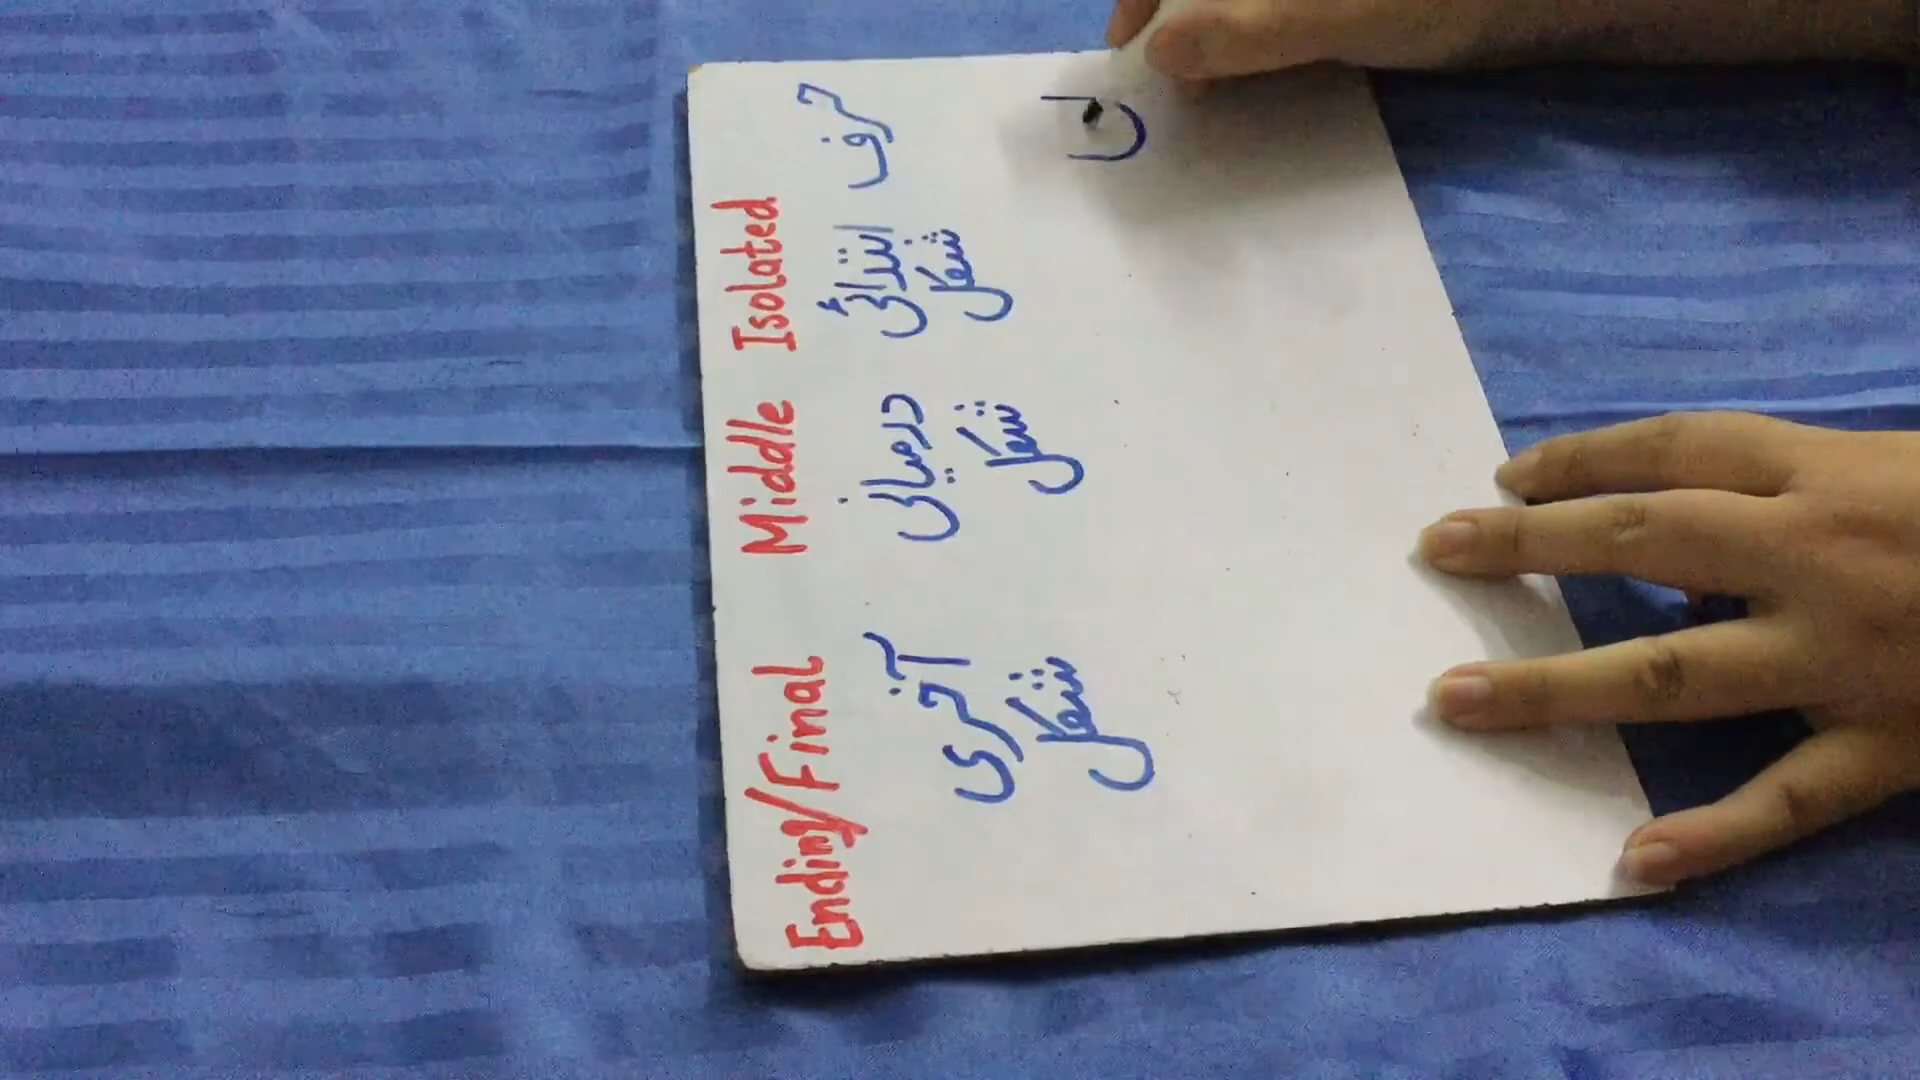 Ending/Final Middle Isolated
حرف ابتدائی درمیانی آخری
شکل شکل شکل
ل